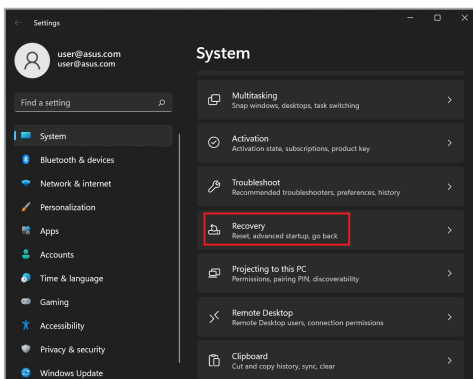 Settings
user@asus.com
user@asus.com
Find a setting
System
Bluetooth & devices
Network & internet
Personalization
Apps
Accounts
Time & language
Gaming
Accessibility
Privacy & security
Windows Update
System
Multitasking
Snap windows, desktops, task switching
Activation
Activation state, subscriptions, product key
Troubleshoot
Recommended troubleshooters, preferences, history
Recovery
Reset, advanced startup, go back
Projecting to this PC
Permissions, pairing PIN, discoverability
Remote Desktop
Remote Desktop users, connection permissions
Clipboard
Cut and copy history, sync, clear